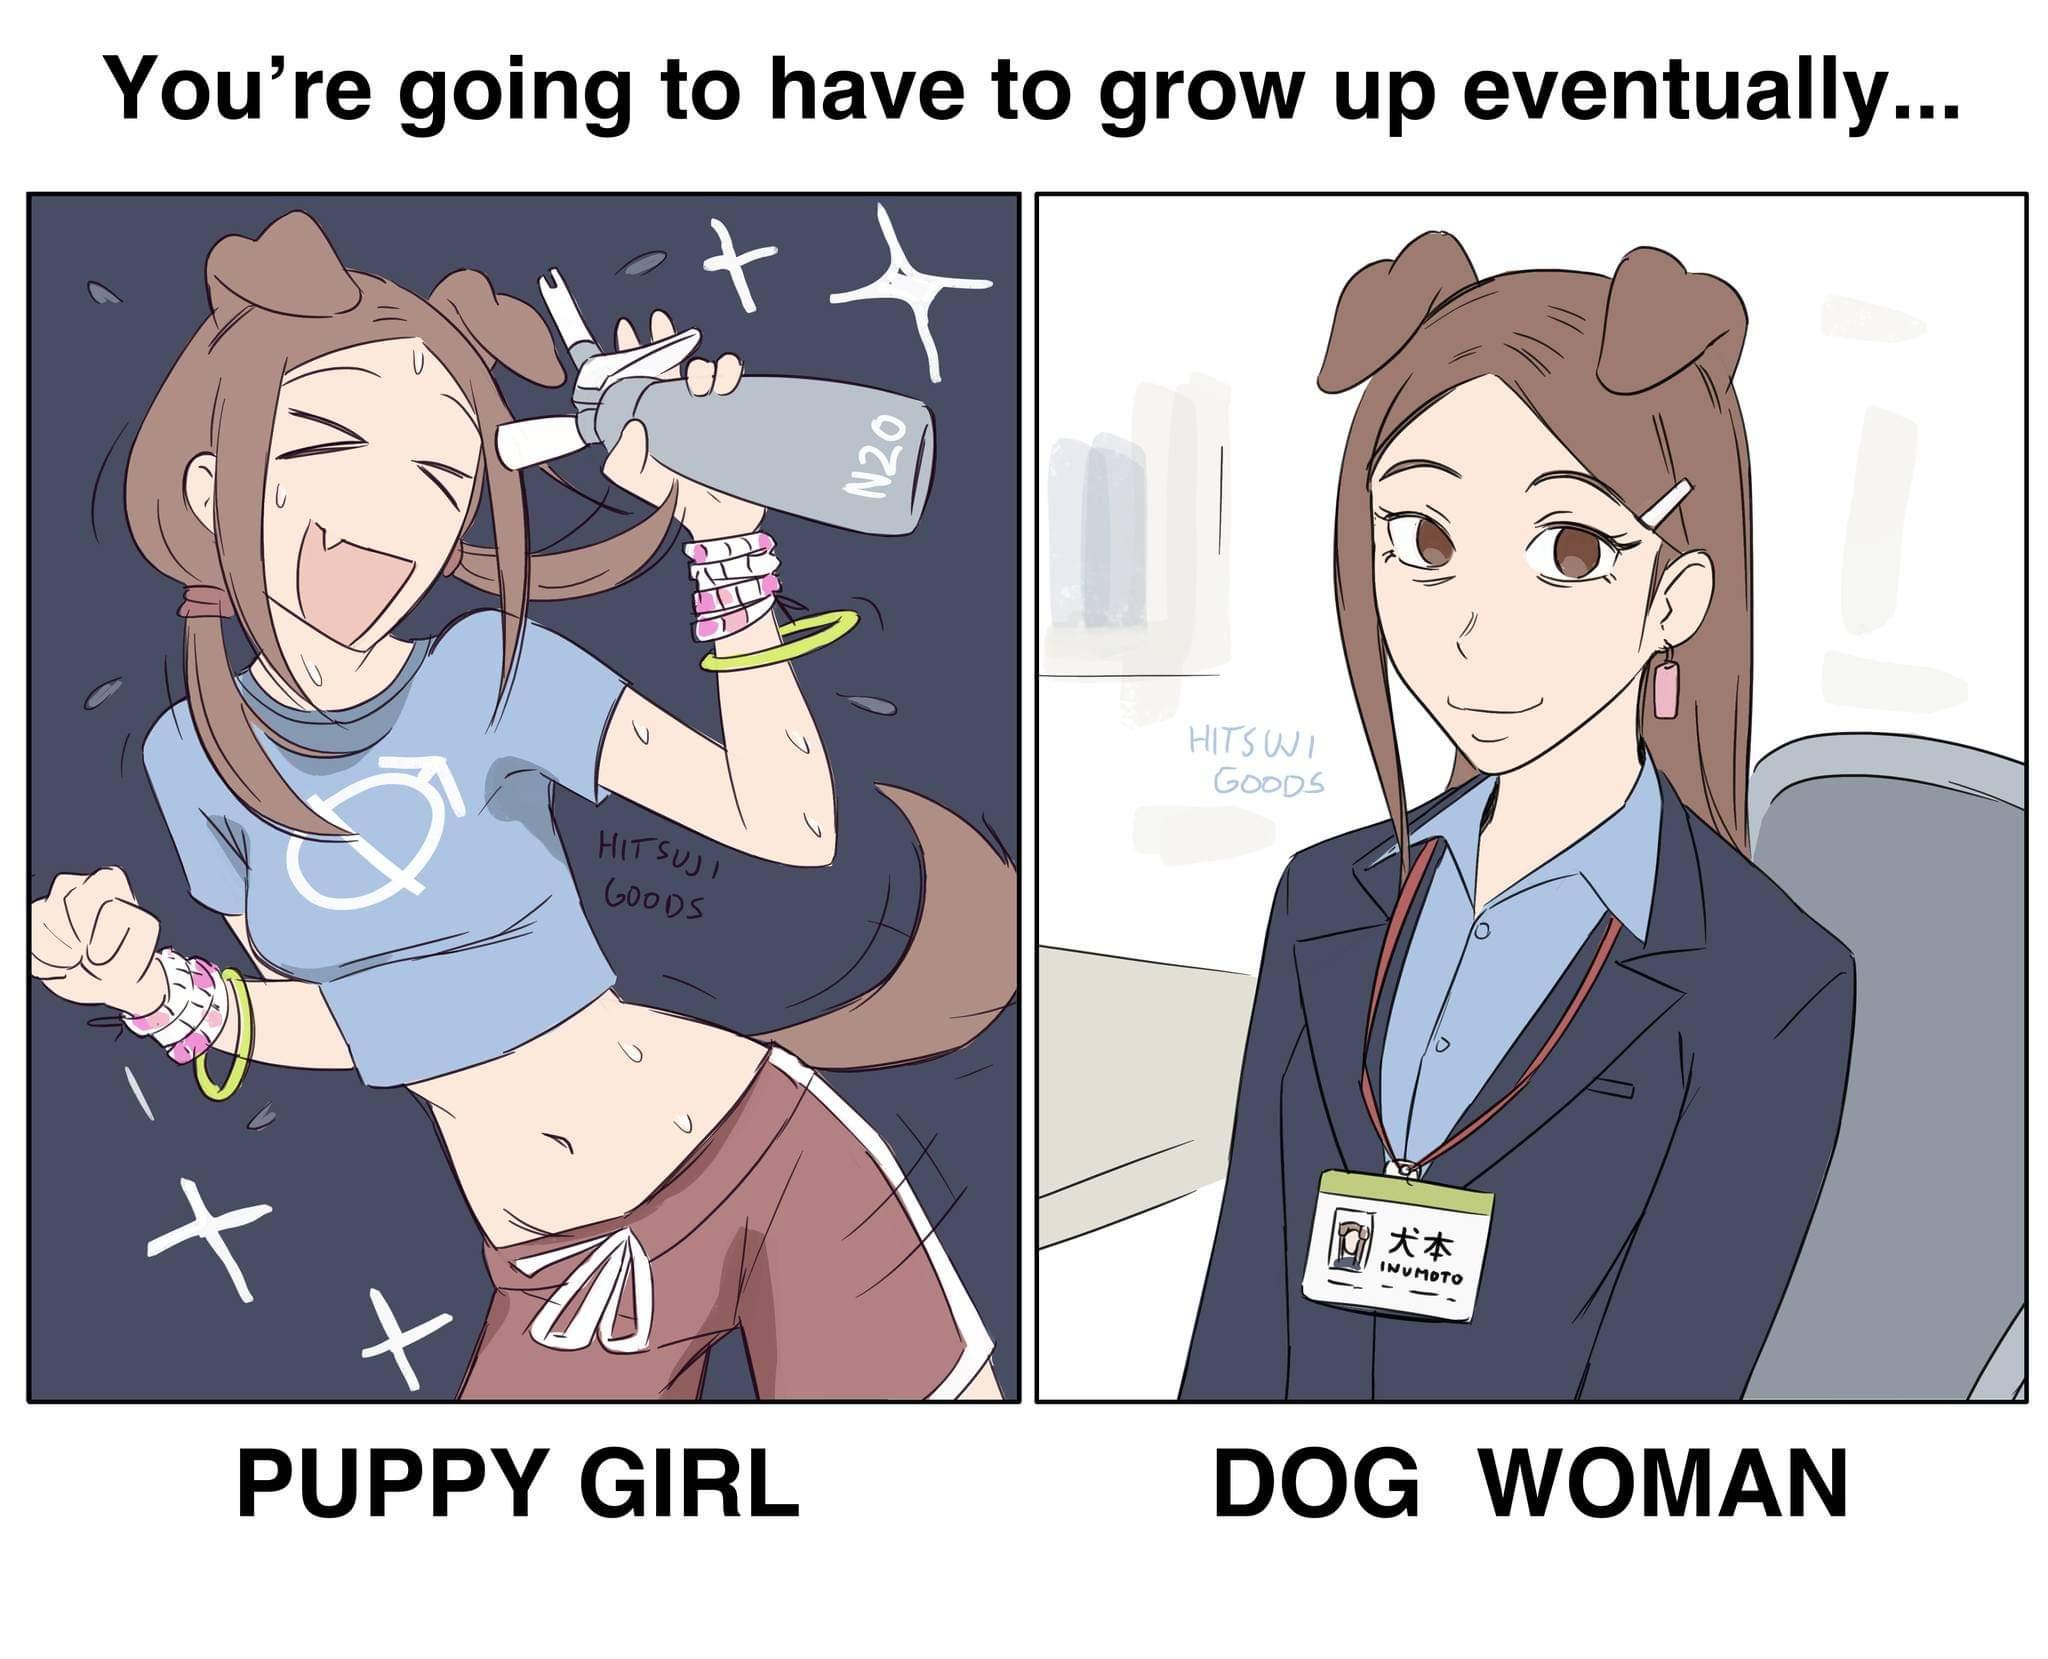 You're going to have to grow up eventually...
N2O
HITSUJI
GOODS
HITSUJI
GOODS
犬本
INUMOTO
PUPPY GIRL
DOG WOMAN